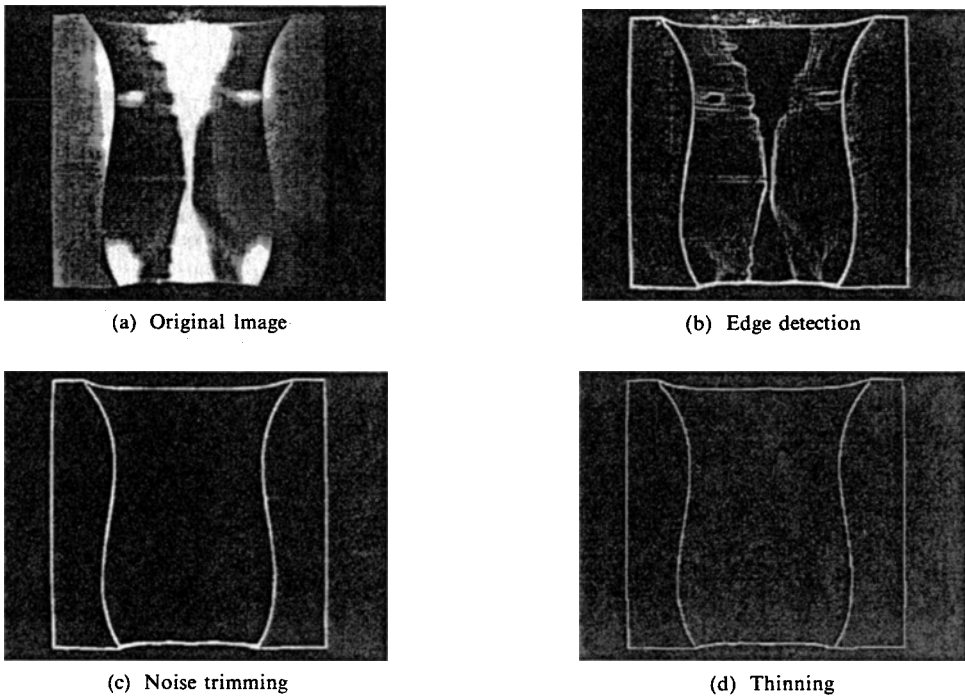 (a) Original Image
(b) Edge detection
(c) Noise trimming
(d) Thinning